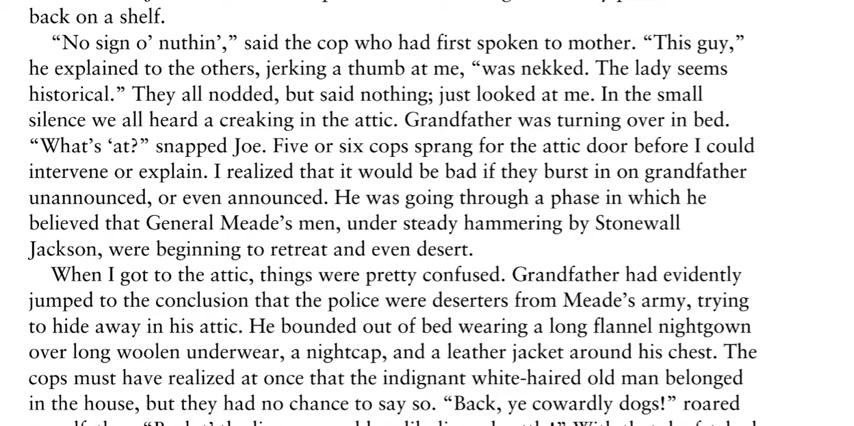 back on a shelf.
“No sign o’ nuthin’,” said the cop who had first spoken to mother. “This guy,”
he explained to the others, jerking a thumb at me, “was nekked. The lady seems
historical.” They all nodded, but said nothing; just looked at me. In the small
silence we all heard a creaking in the attic. Grandfather was turning over in bed.
“What’s ‘at?” snapped Joe. Five or six cops sprang for the attic door before I could
intervene or explain. I realized that it would be bad if they burst in on grandfather
unannounced, or even announced. He was going through a phase in which he
believed that General Meade’s men, under steady hammering by Stonewall
Jackson, were beginning to retreat and even desert.
When I got to the attic, things were pretty confused. Grandfather had evidently
jumped to the conclusion that the police were deserters from Meade’s army, trying
to hide away in his attic. He bounded out of bed wearing a long flannel nightgown
over long woolen underwear, a nightcap, and a leather jacket around his chest. The
cops must have realized at once that the indignant white-haired old man belonged
in the house, but they had no chance to say so. “Back, ye cowardly dogs!” roared